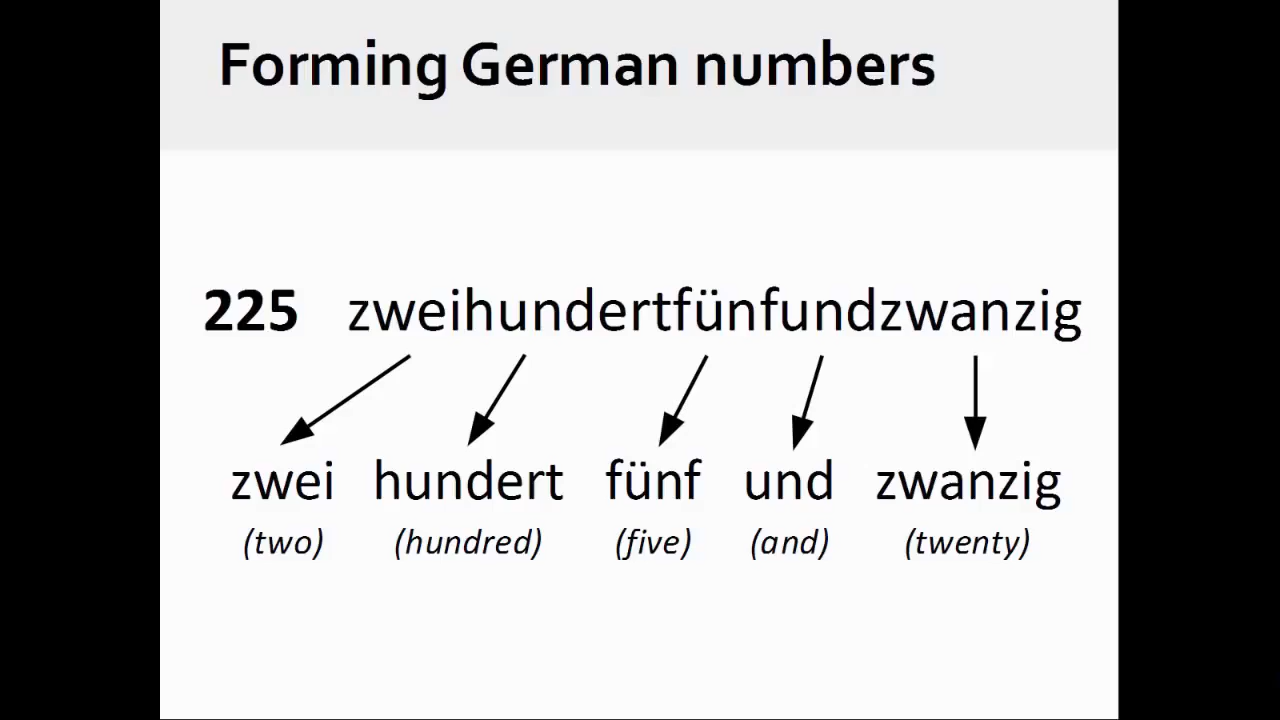 Forming German numbers
225 zweihundertfünfundzwanzig
zwei hundert fünf und zwanzig
(two) (hundred) (five) (and) (twenty)